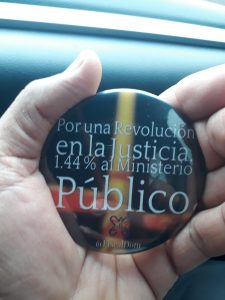 Por una Revolución
en la Justicia,
1.44% al Ministerio
Público.